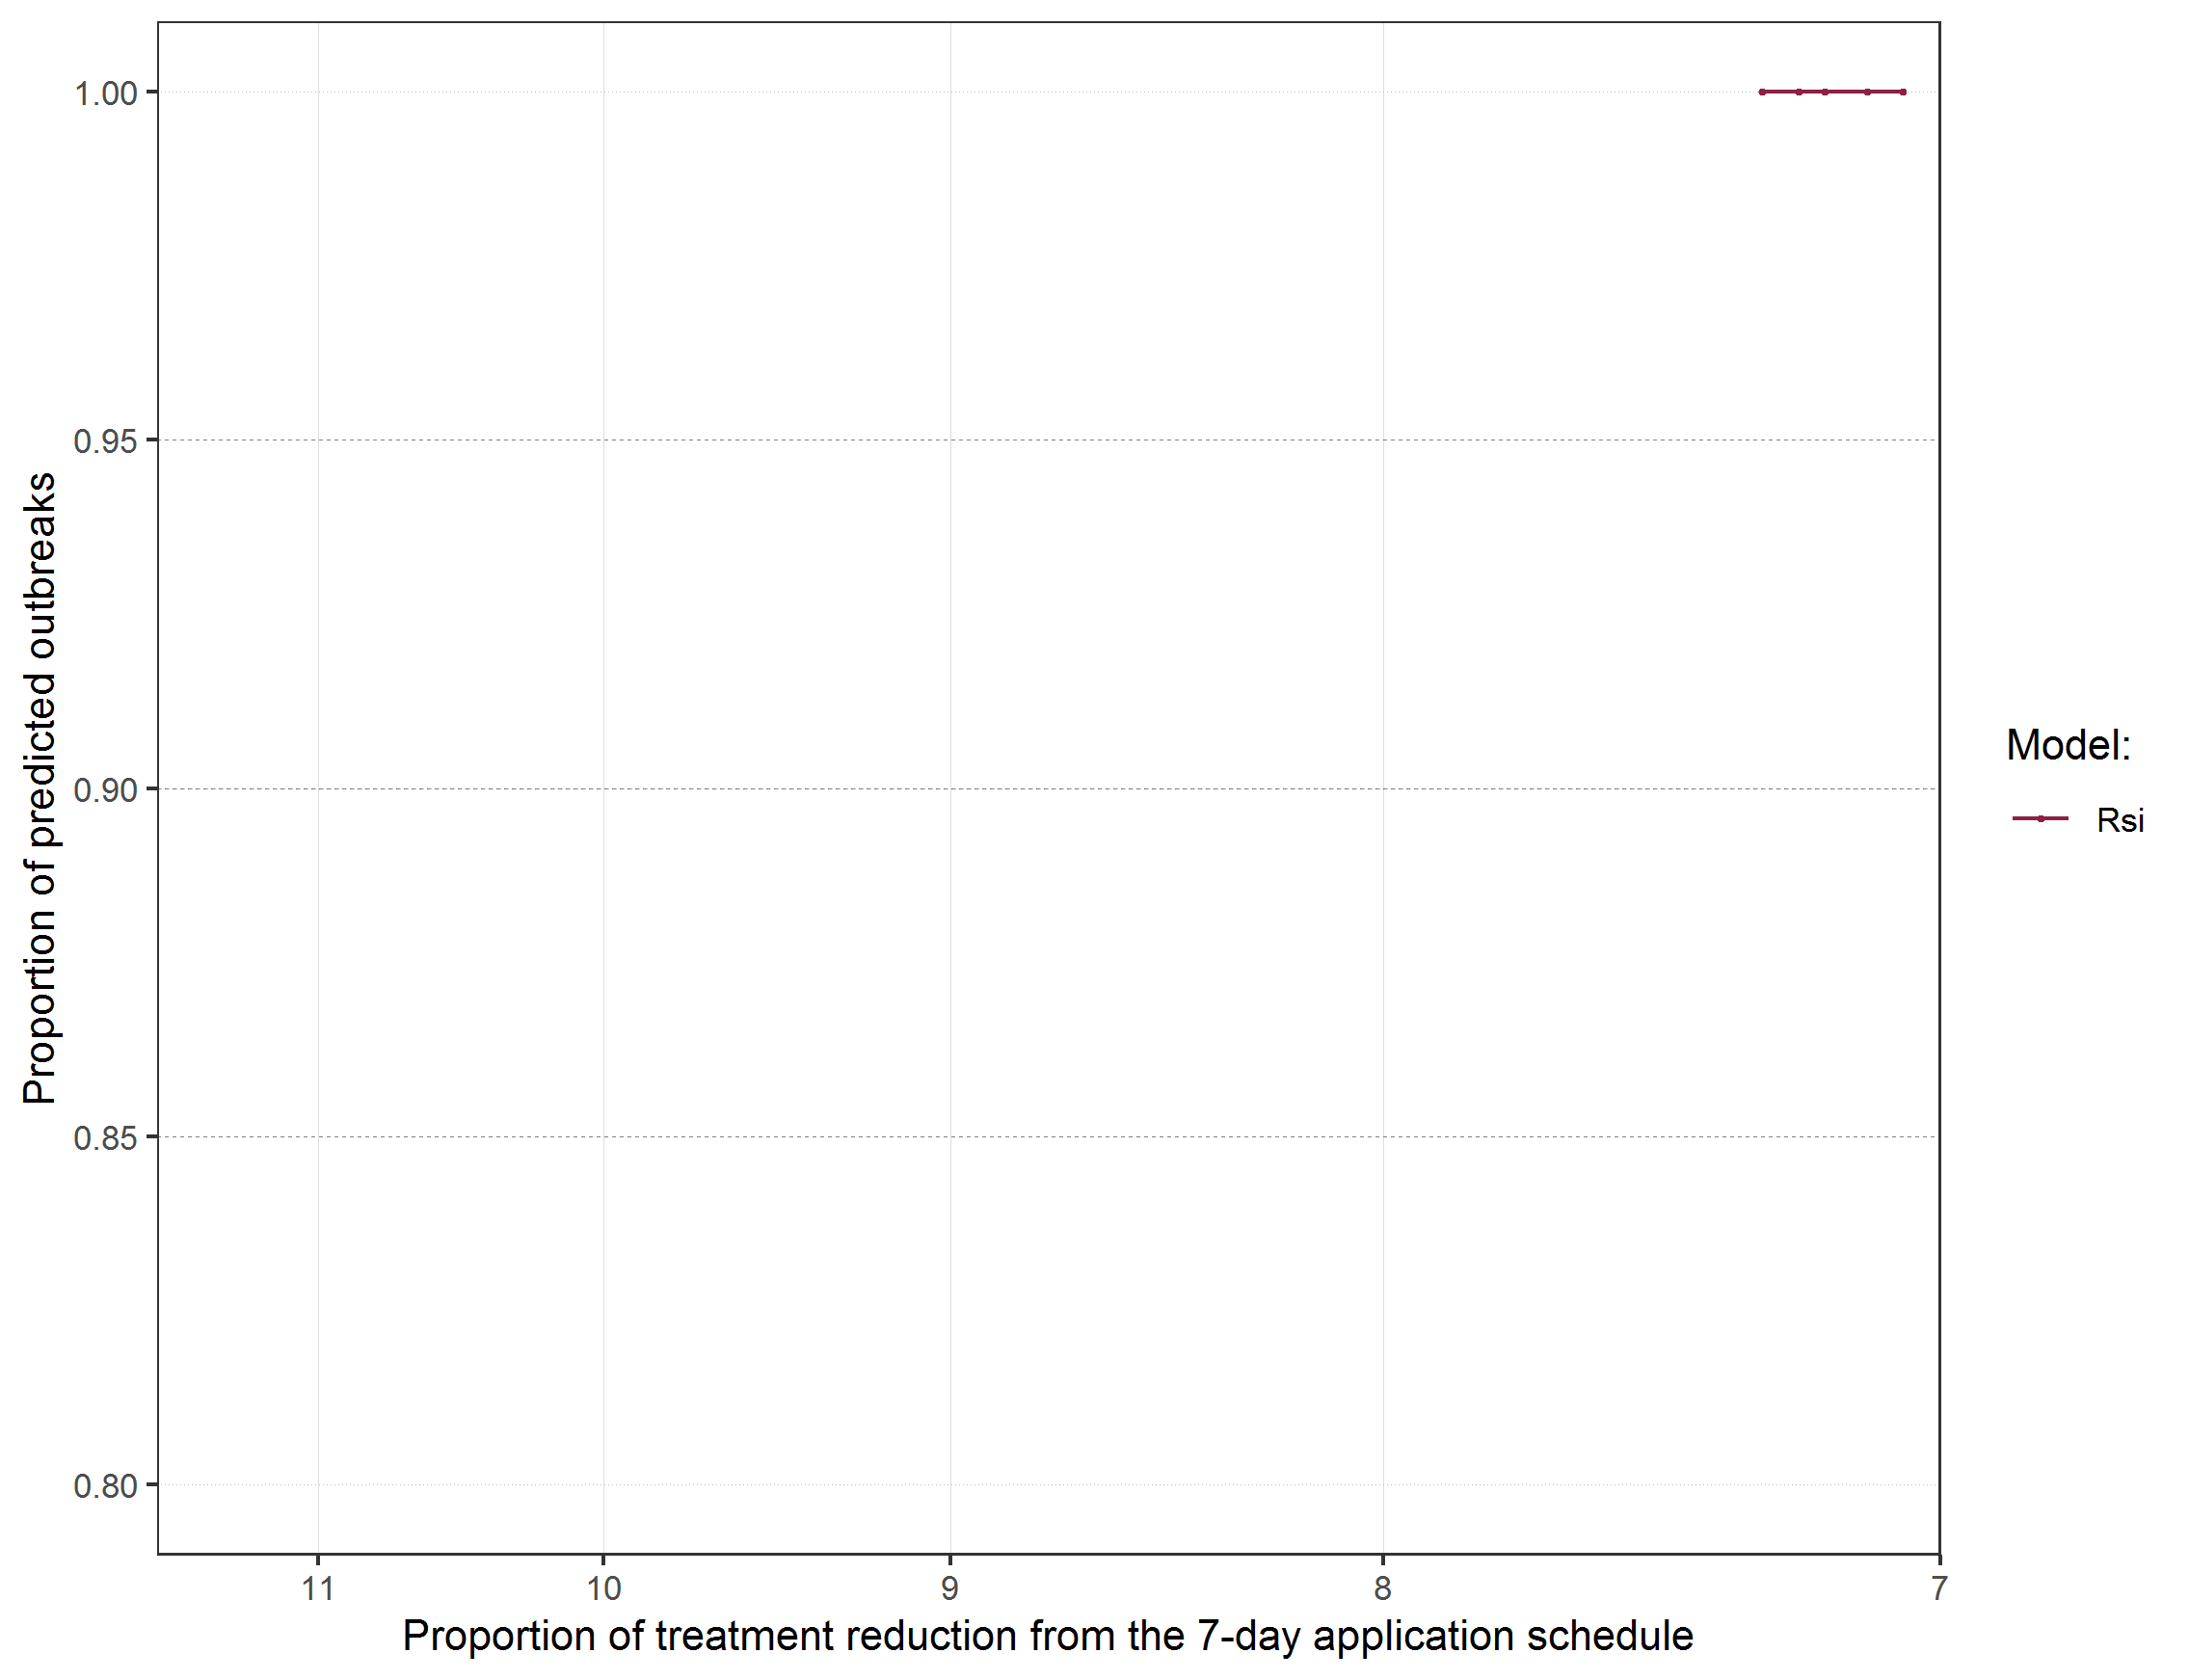 Proportion of predicted outbreaks
1.00
0.95
0.90
0.85
0.80
11 10 9 8 7
Proportion of treatment reduction from the 7-day application schedule
Model:
Rsi